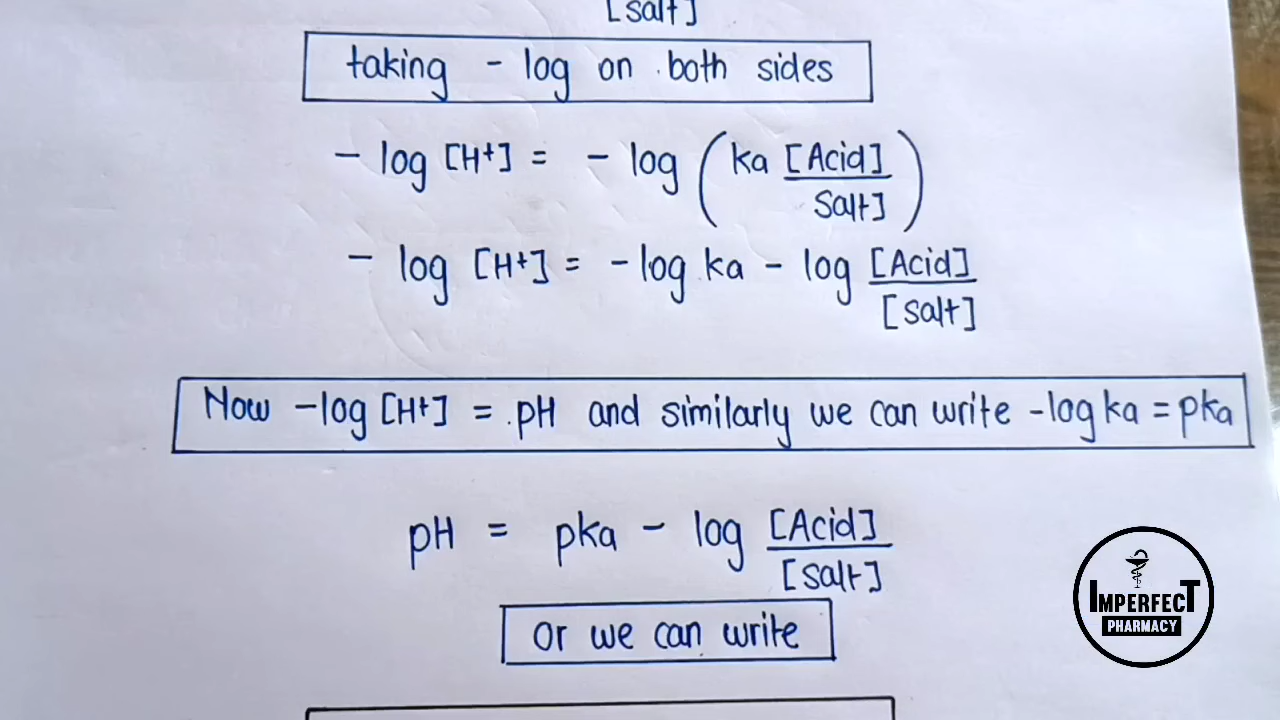 [Salt]
taking - log on both sides
- log [H+] = - log ( ka [Acid] / Salt] )
- log [H+] = - log ka - log [Acid] / [Salt]
Now -log [H+] = pH and similarly we can write -log ka = pka
pH = pka - log [Acid] / [Salt]
Or we can write
IMPERFECT
PHARMACY